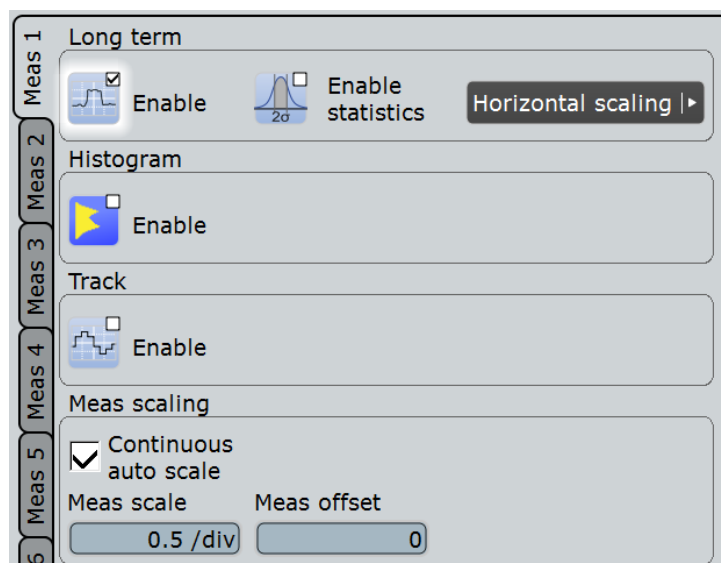 Meas 1
Meas 2
Meas 3
Meas 4
Meas 5
6
Long term
Enable
2σ
Enable
statistics
Horizontal scaling
Histogram
Enable
Track
Enable
Meas scaling
Continuous
auto scale
Meas scale
Meas offset
0.5 /div
0